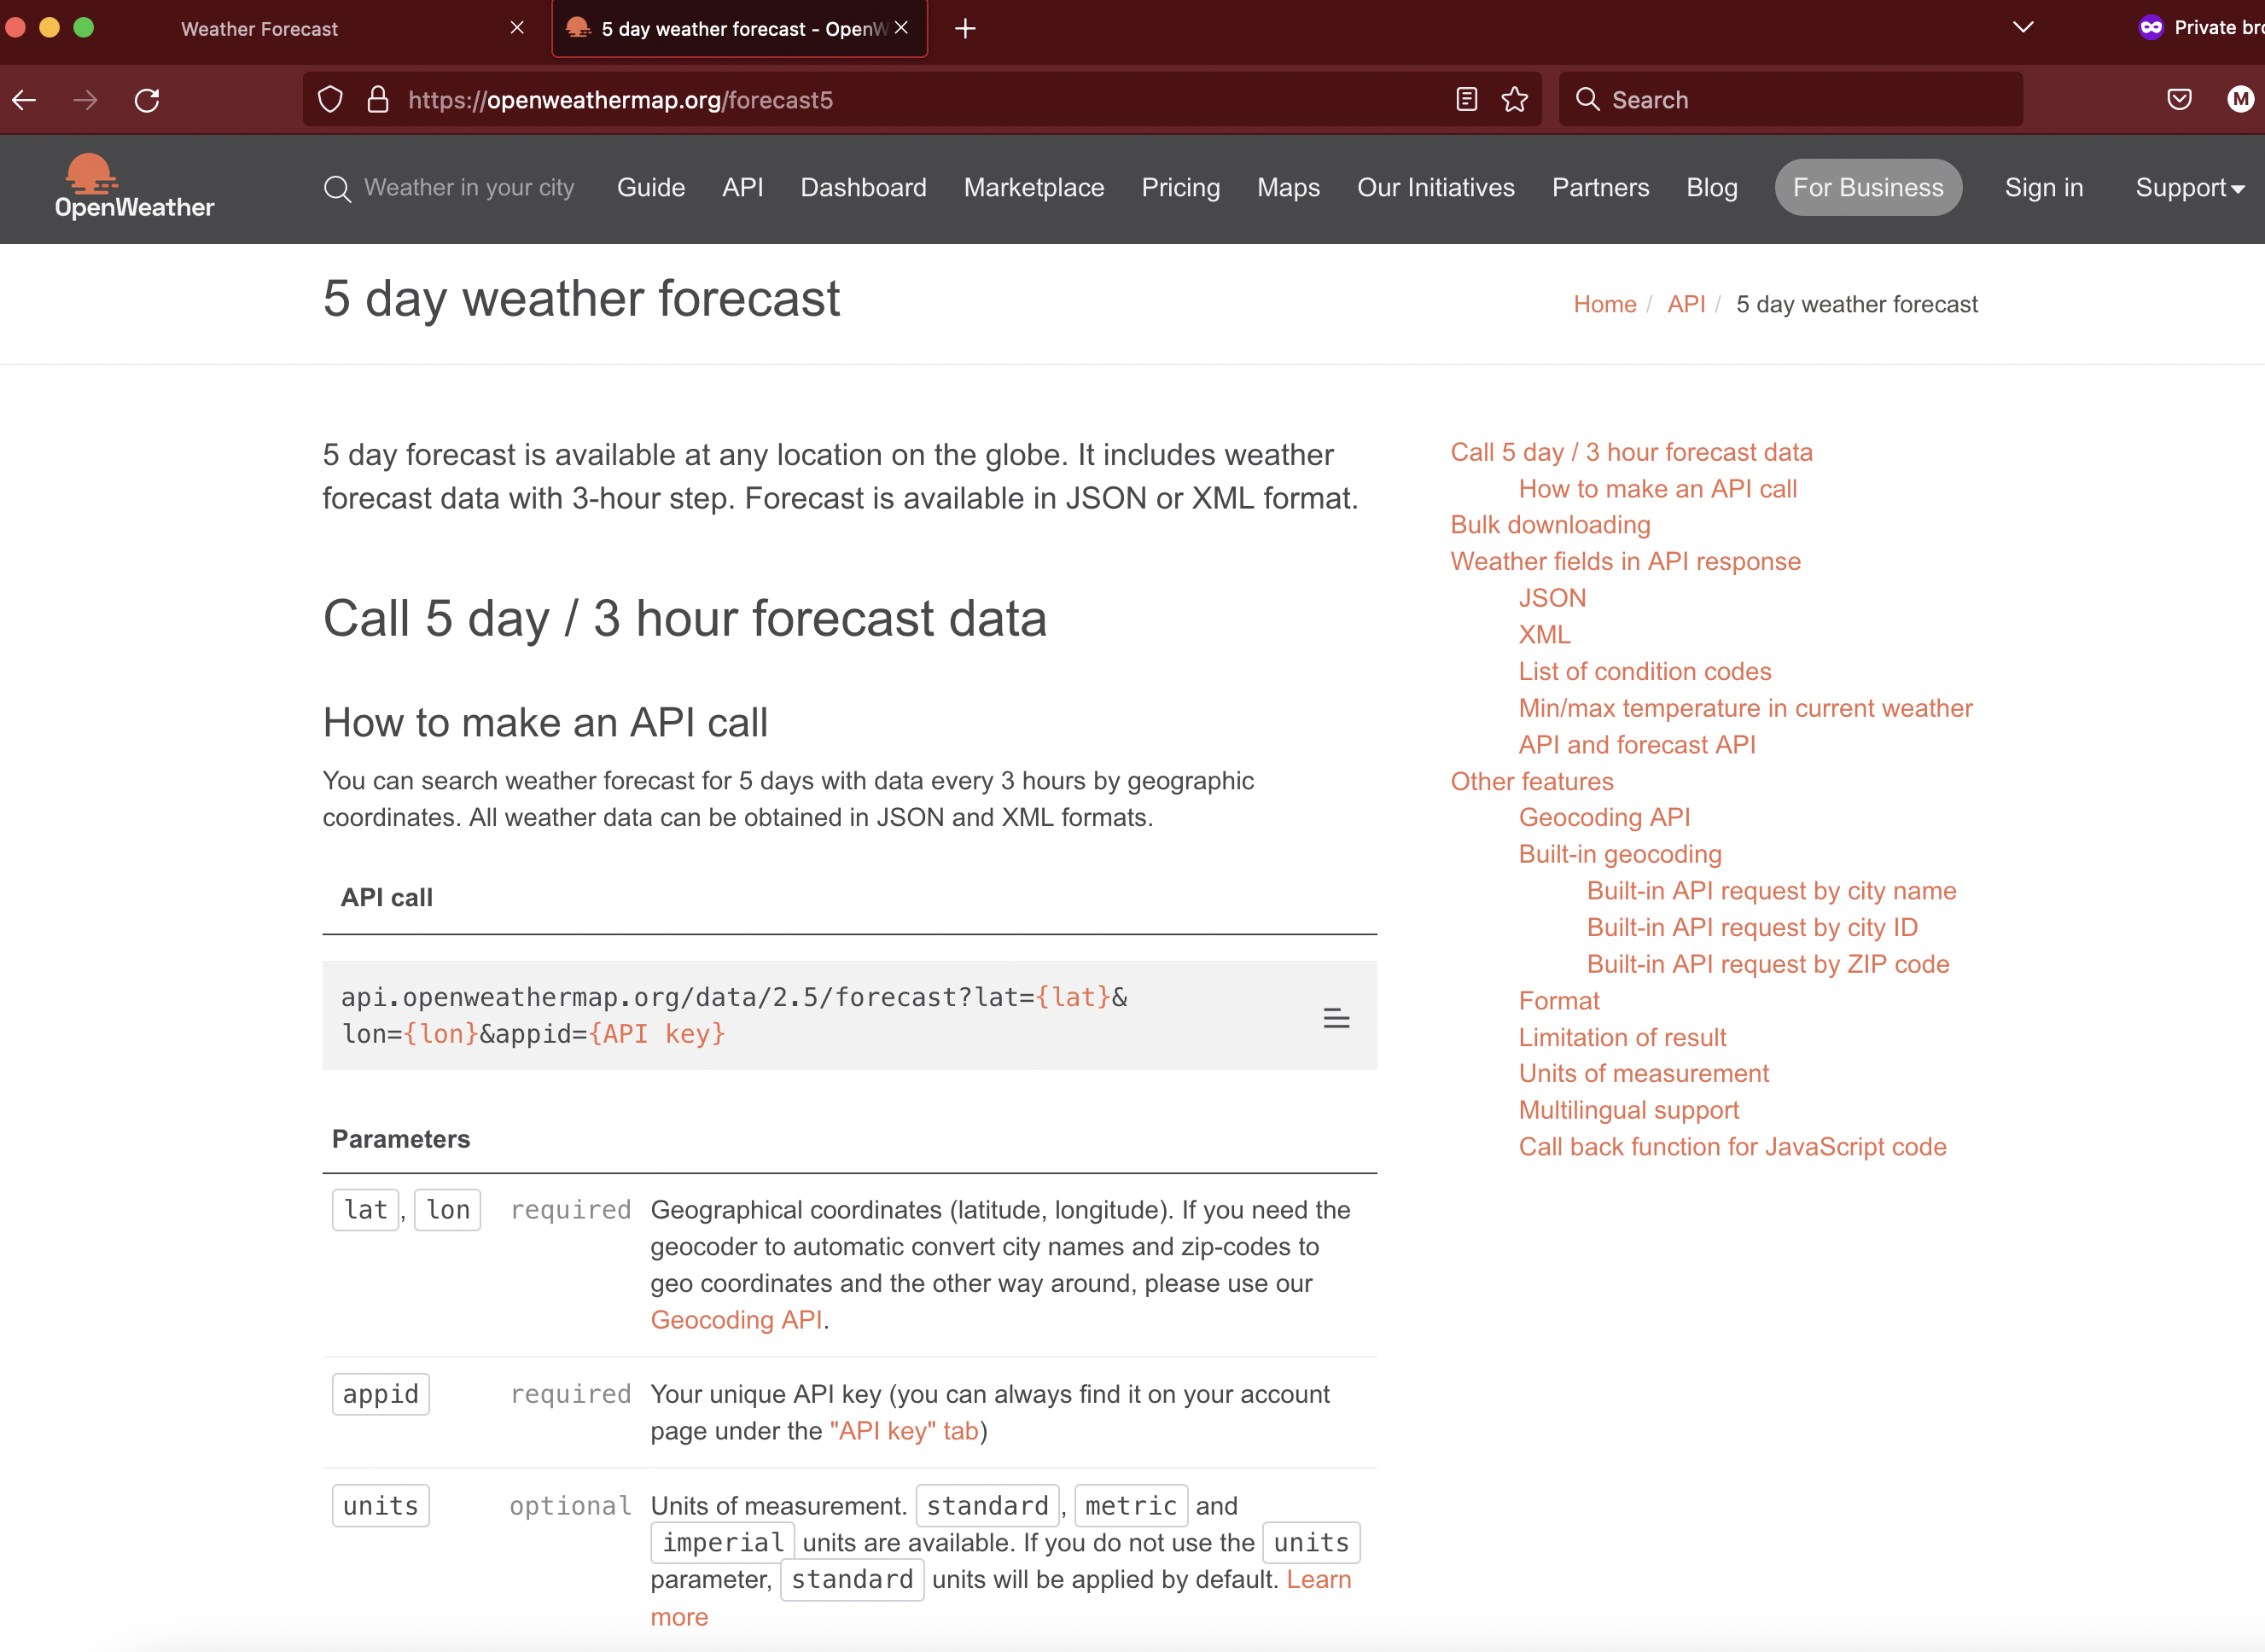 Weather Forecast
5 day weather forecast - OpenW
Private bro
https://openweathermap.org/forecast5
Search
M
OpenWeather
Weather in your city
Guide
API
Dashboard
Marketplace
Pricing
Maps
Our Initiatives
Partners
Blog
For Business
Sign in
Support
5 day weather forecast
Home / API / 5 day weather forecast
5 day forecast is available at any location on the globe. It includes weather
forecast data with 3-hour step. Forecast is available in JSON or XML format.
Call 5 day / 3 hour forecast data
How to make an API call
You can search weather forecast for 5 days with data every 3 hours by geographic
coordinates. All weather data can be obtained in JSON and XML formats.
API call
api.openweathermap.org/data/2.5/forecast?lat={lat}&
lon={lon}&appid={API key}
Parameters
lat, lon required Geographical coordinates (latitude, longitude). If you need the
geocoder to automatic convert city names and zip-codes to
geo coordinates and the other way around, please use our
Geocoding API.
appid required Your unique API key (you can always find it on your account
page under the "API key" tab)
units optional Units of measurement. standard, metric and
imperial units are available. If you do not use the units
parameter, standard units will be applied by default. Learn
more
Call 5 day / 3 hour forecast data
How to make an API call
Bulk downloading
Weather fields in API response
JSON
XML
List of condition codes
Min/max temperature in current weather
API and forecast API
Other features
Geocoding API
Built-in geocoding
Built-in API request by city name
Built-in API request by city ID
Built-in API request by ZIP code
Format
Limitation of result
Units of measurement
Multilingual support
Call back function for JavaScript code